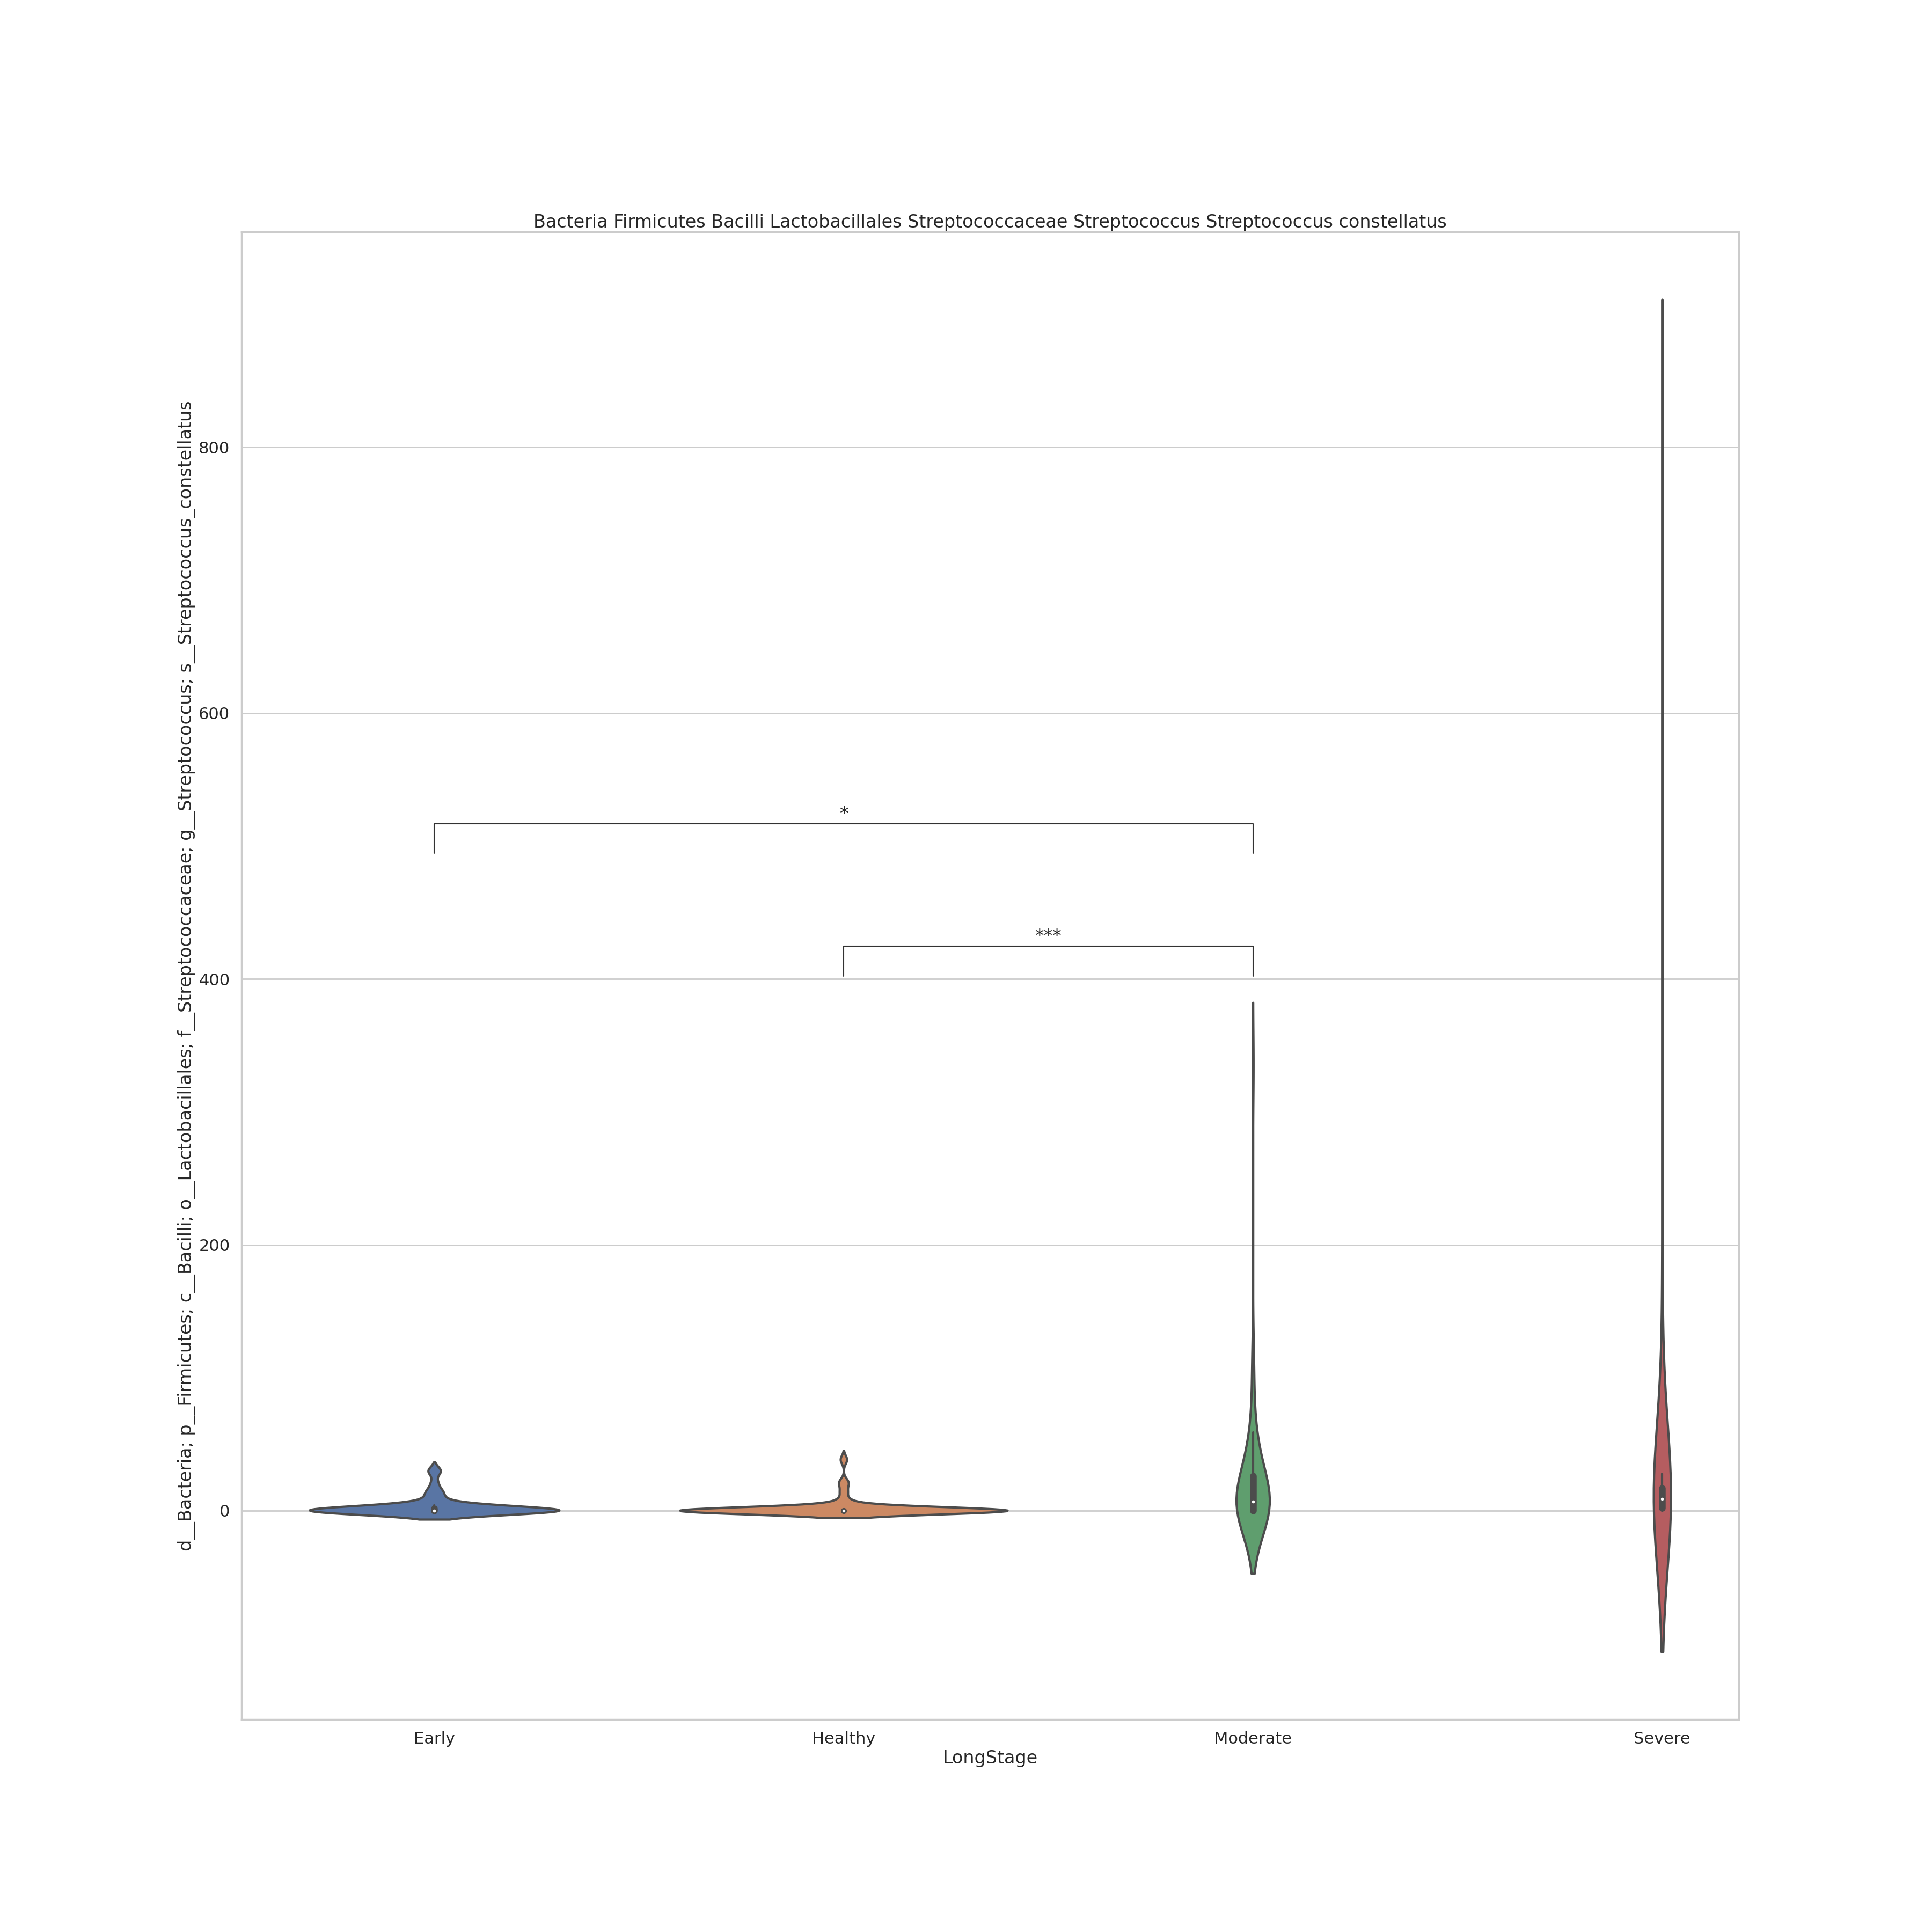 Bacteria Firmicutes Bacilli Lactobacillales Streptococcaceae Streptococcus Streptococcus constellatus
d__Bacteria; p__Firmicutes; c__Bacilli; o__Lactobacillales; f__Streptococcaceae; g__Streptococcus; s__Streptococcus_constellatus
800
600
400
200
0
*
***
Early Healthy Moderate Severe
LongStage